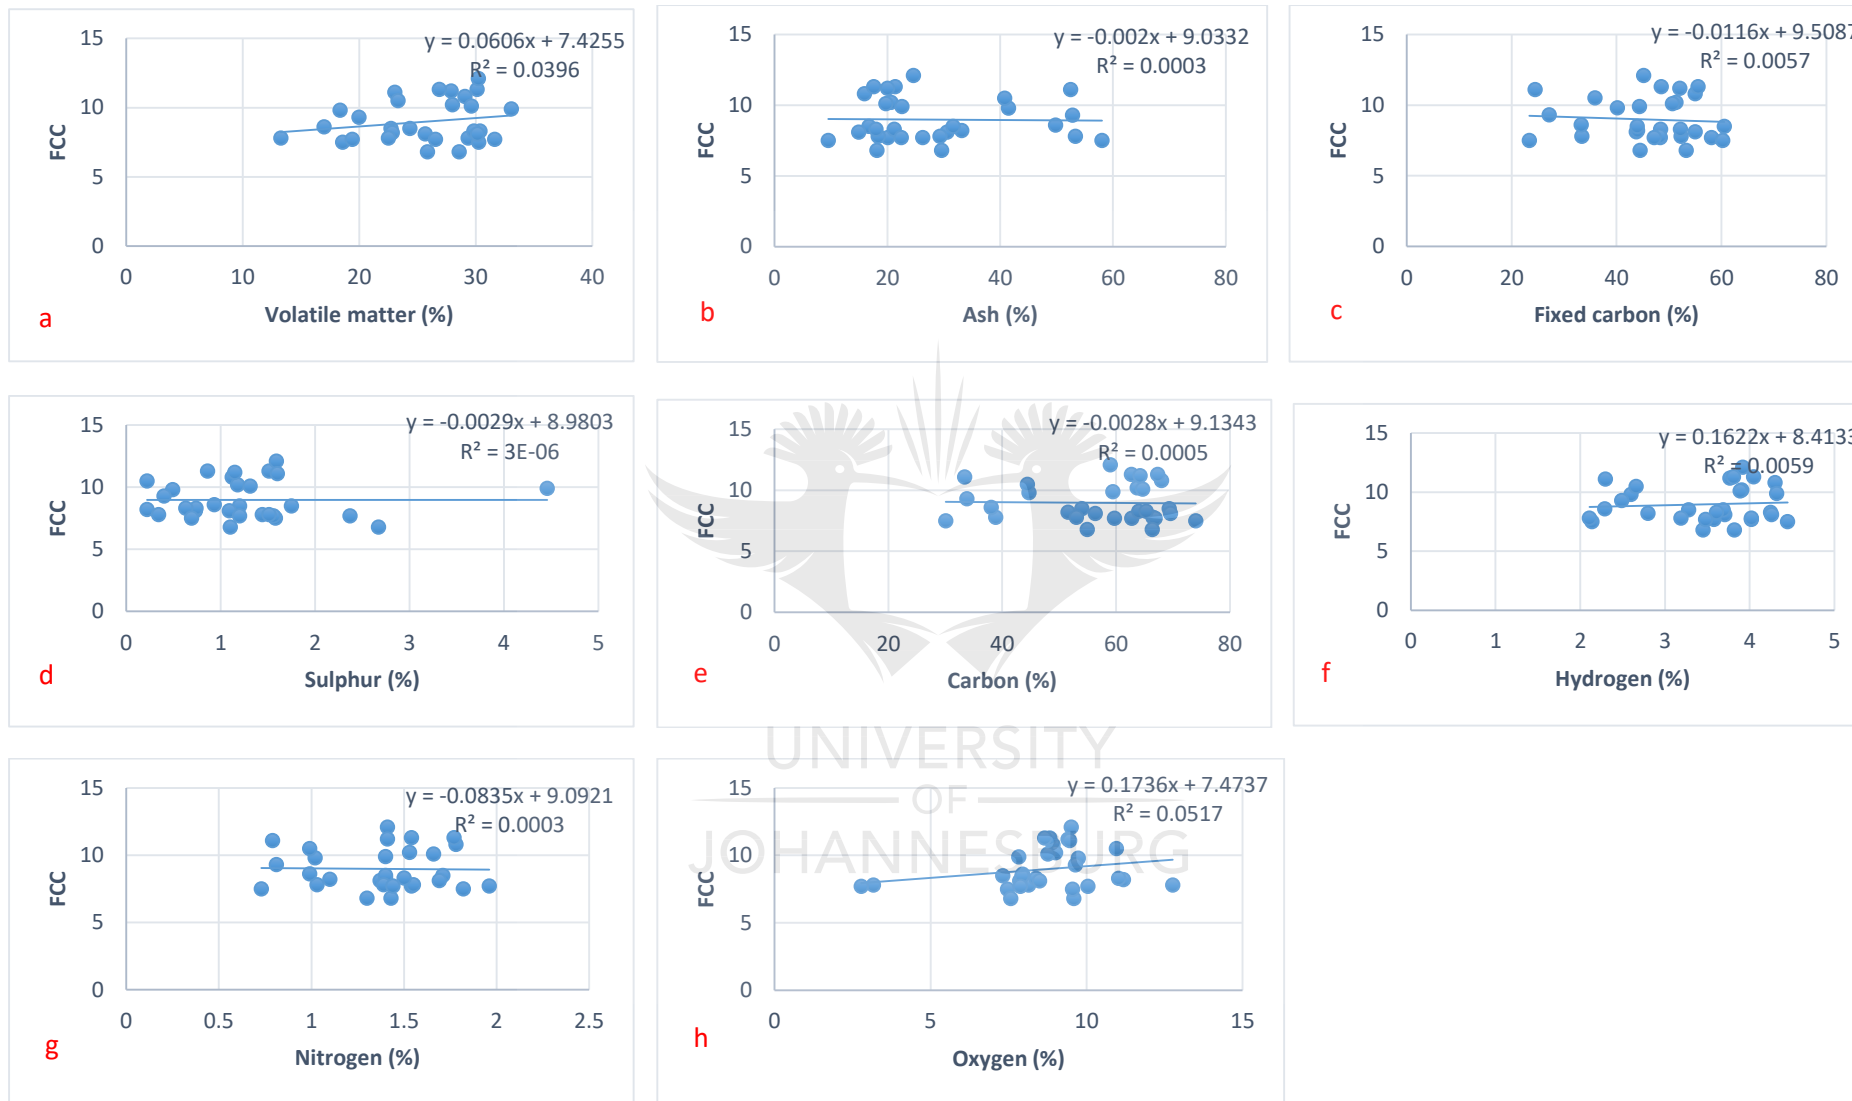 y = 0.0606x + 7.4255
R² = 0.0396
15
10
5
0
FCC
0 10 20 30 40
Volatile matter (%)
a
y = -0.002x + 9.0332
R² = 0.0003
15
10
5
0
FCC
0 20 40 60 80
Ash (%)
b
y = -0.0116x + 9.5087
R² = 0.0057
15
10
5
0
FCC
0 20 40 60 80
Fixed carbon (%)
c
y = -0.0029x + 8.9803
R² = 3E-06
15
10
5
0
FCC
0 1 2 3 4 5
Sulphur (%)
d
y = -0.0028x + 9.1343
R² = 0.0005
15
10
5
0
FCC
0 20 40 60 80
Carbon (%)
e
y = 0.1622x + 8.4133
R² = 0.0059
15
10
5
0
FCC
0 1 2 3 4 5
Hydrogen (%)
f
UNIVERSITY
OF
JOHANNESBURG
y = -0.0835x + 9.0921
R² = 0.0003
15
10
5
0
FCC
0 0.5 1 1.5 2 2.5
Nitrogen (%)
g
y = 0.1736x + 7.4737
R² = 0.0517
15
10
5
0
FCC
0 5 10 15
Oxygen (%)
h